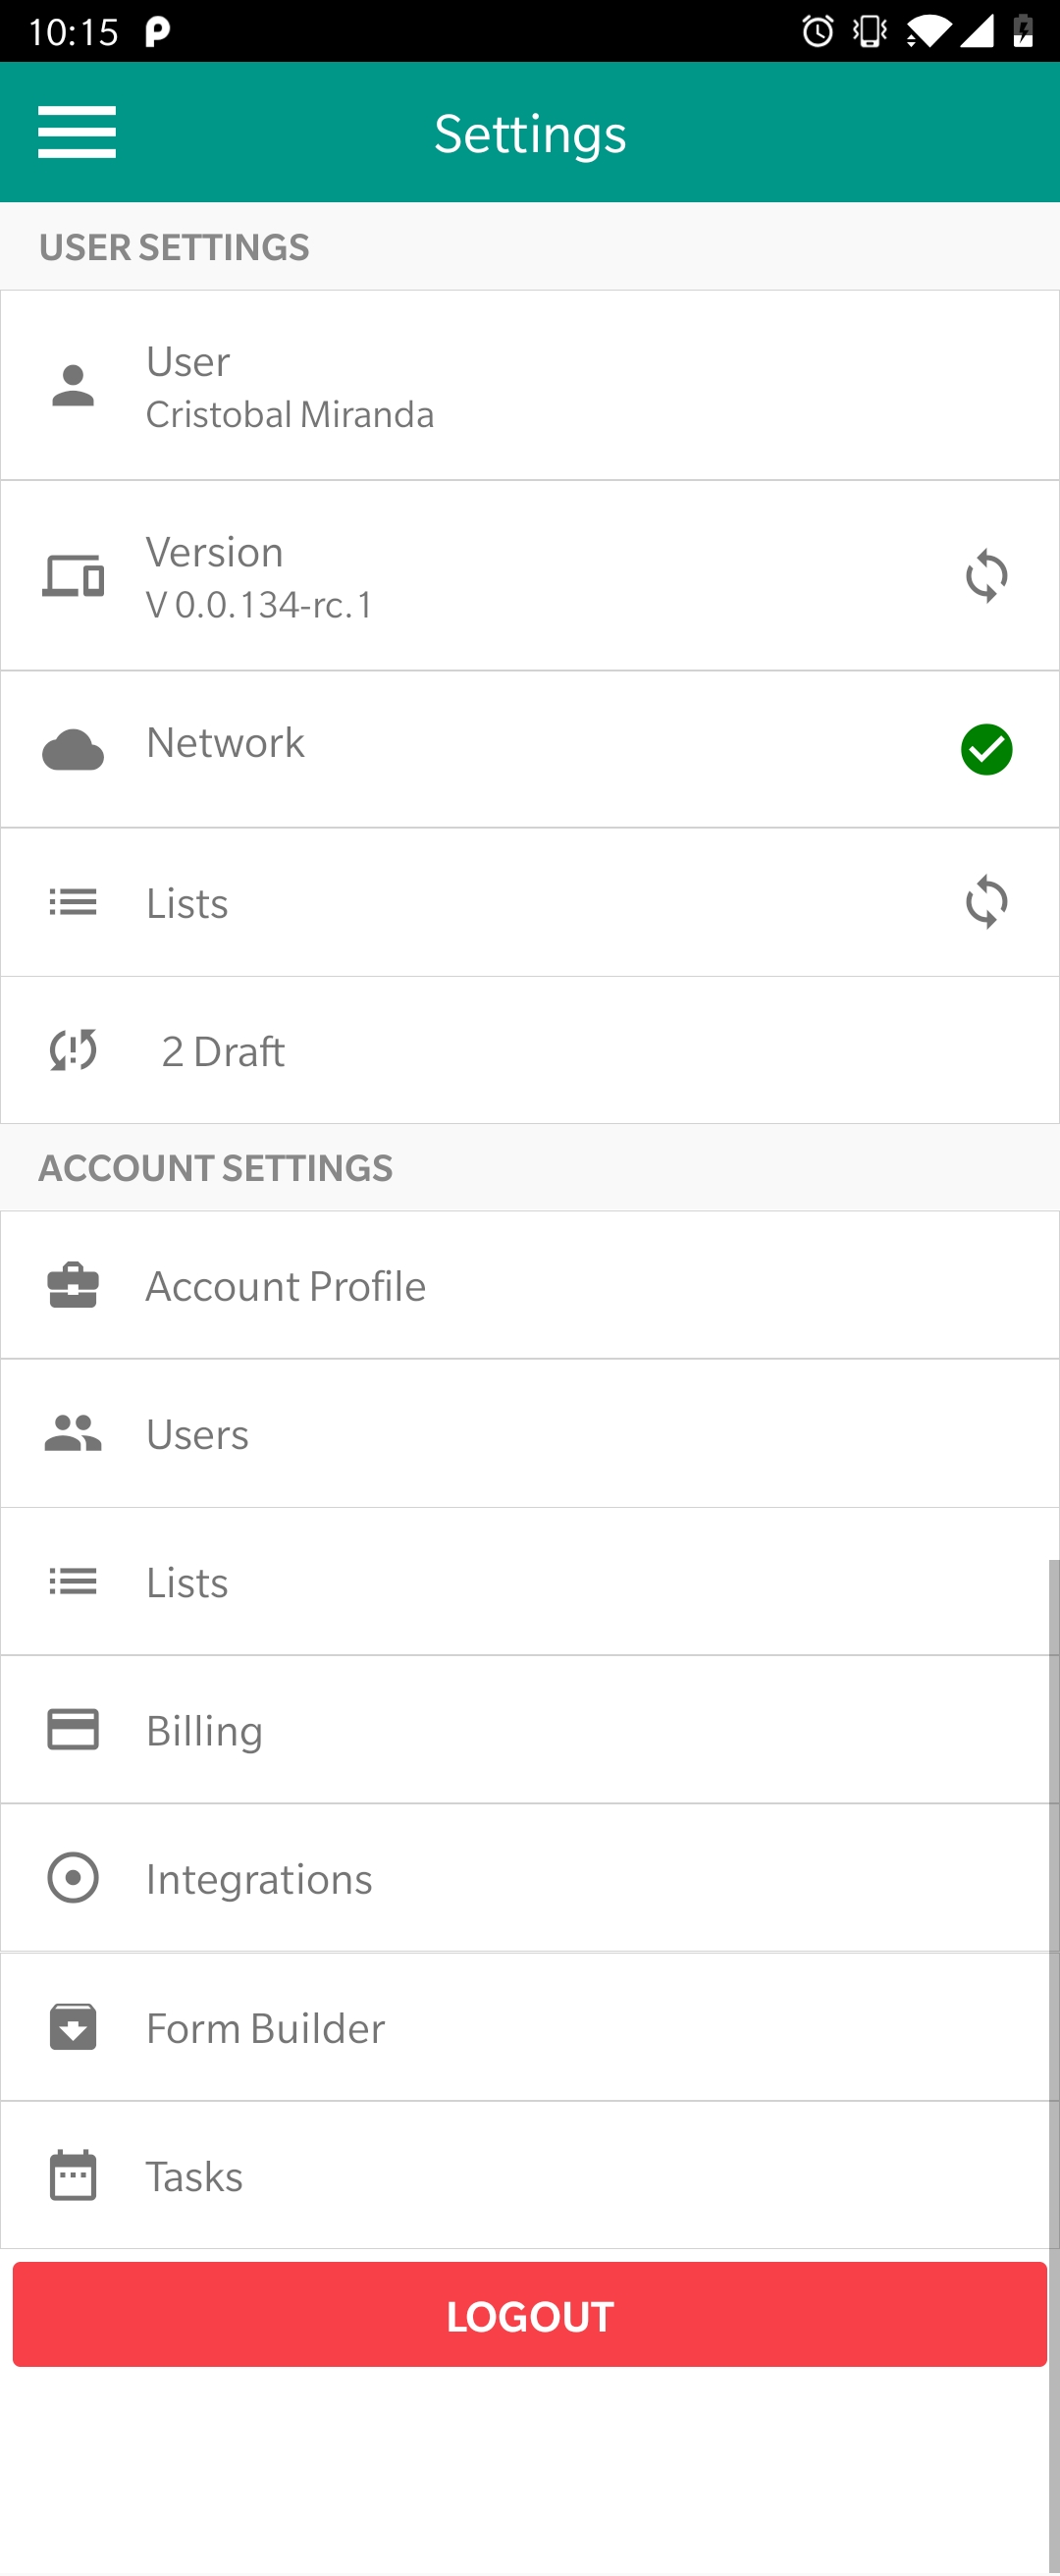 10:15
Settings
USER SETTINGS
User
Cristobal Miranda
Version
V 0.0.134-rc.1
Network
Lists
2 Draft
ACCOUNT SETTINGS
Account Profile
Users
Lists
Billing
Integrations
Form Builder
Tasks
LOGOUT